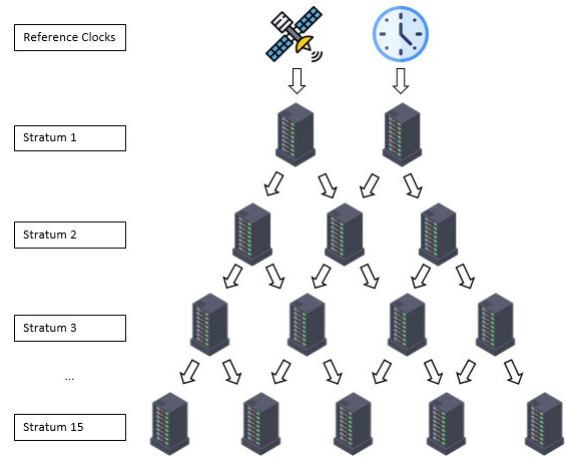 Reference Clocks
Stratum 1
Stratum 2
Stratum 3
...
Stratum 15